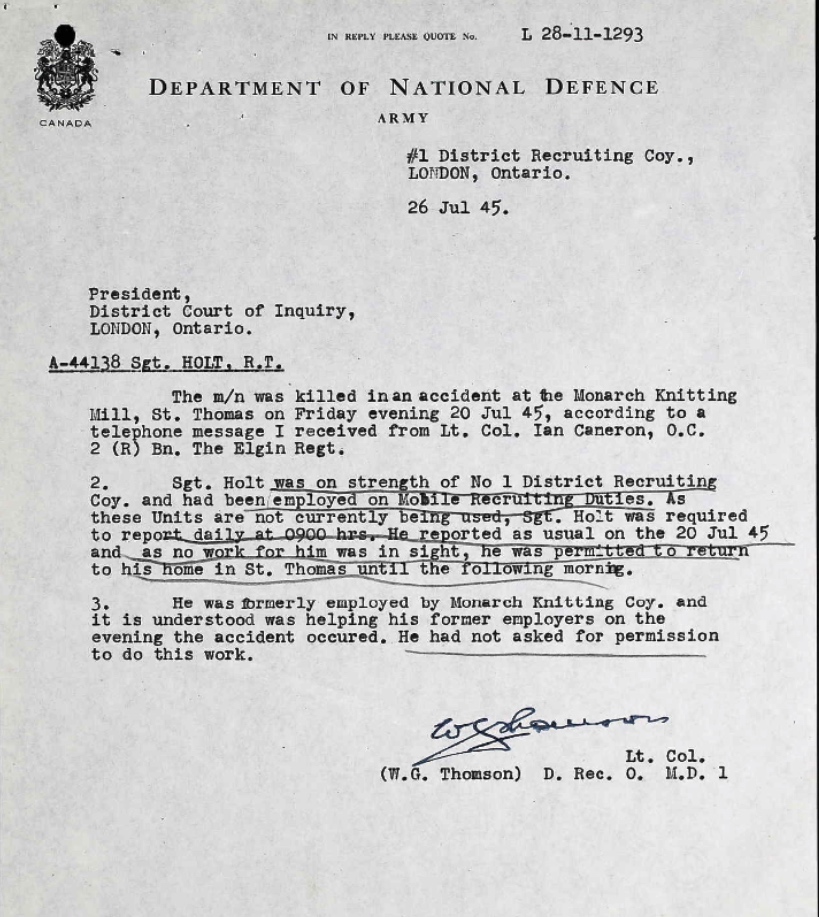 IN REPLY PLEASE QUOTE No. L 28-11-1293
DEPARTMENT OF NATIONAL DEFENCE
ARMY
CANADA
#1 District Recruiting Coy.,
LONDON, Ontario.
26 Jul 45.
President,
District Court of Inquiry,
LONDON, Ontario.
A-44138 Sgt. HOLT, R.T.
The m/n was killed in an accident at the Monarch Knitting
Mill, St. Thomas on Friday evening 20 Jul 45, according to a
telephone message I received from Lt. Col. Ian Caneron, O.C.
2 (R) Bn. The Elgin Regt.
2. Sgt. Holt was on strength of No 1 District Recruiting
Coy. and had been employed on Mobile Recruiting Duties. As
these Units are not currently being used, Sgt. Holt was required
to report daily at 0900 hrs. He reported as usual on the 20 Jul 45
and as no work for him was in sight, he was permitted to return
to his home in St. Thomas until the following mornig.
3. He was formerly employed by Monarch Knitting Coy. and
it is understood was helping his former employers on the
evening the accident occured. He had not asked for permission
to do this work.
WG Thomson
Lt. Col.
(W.G. Thomson) D. Rec. O. M.D. 1